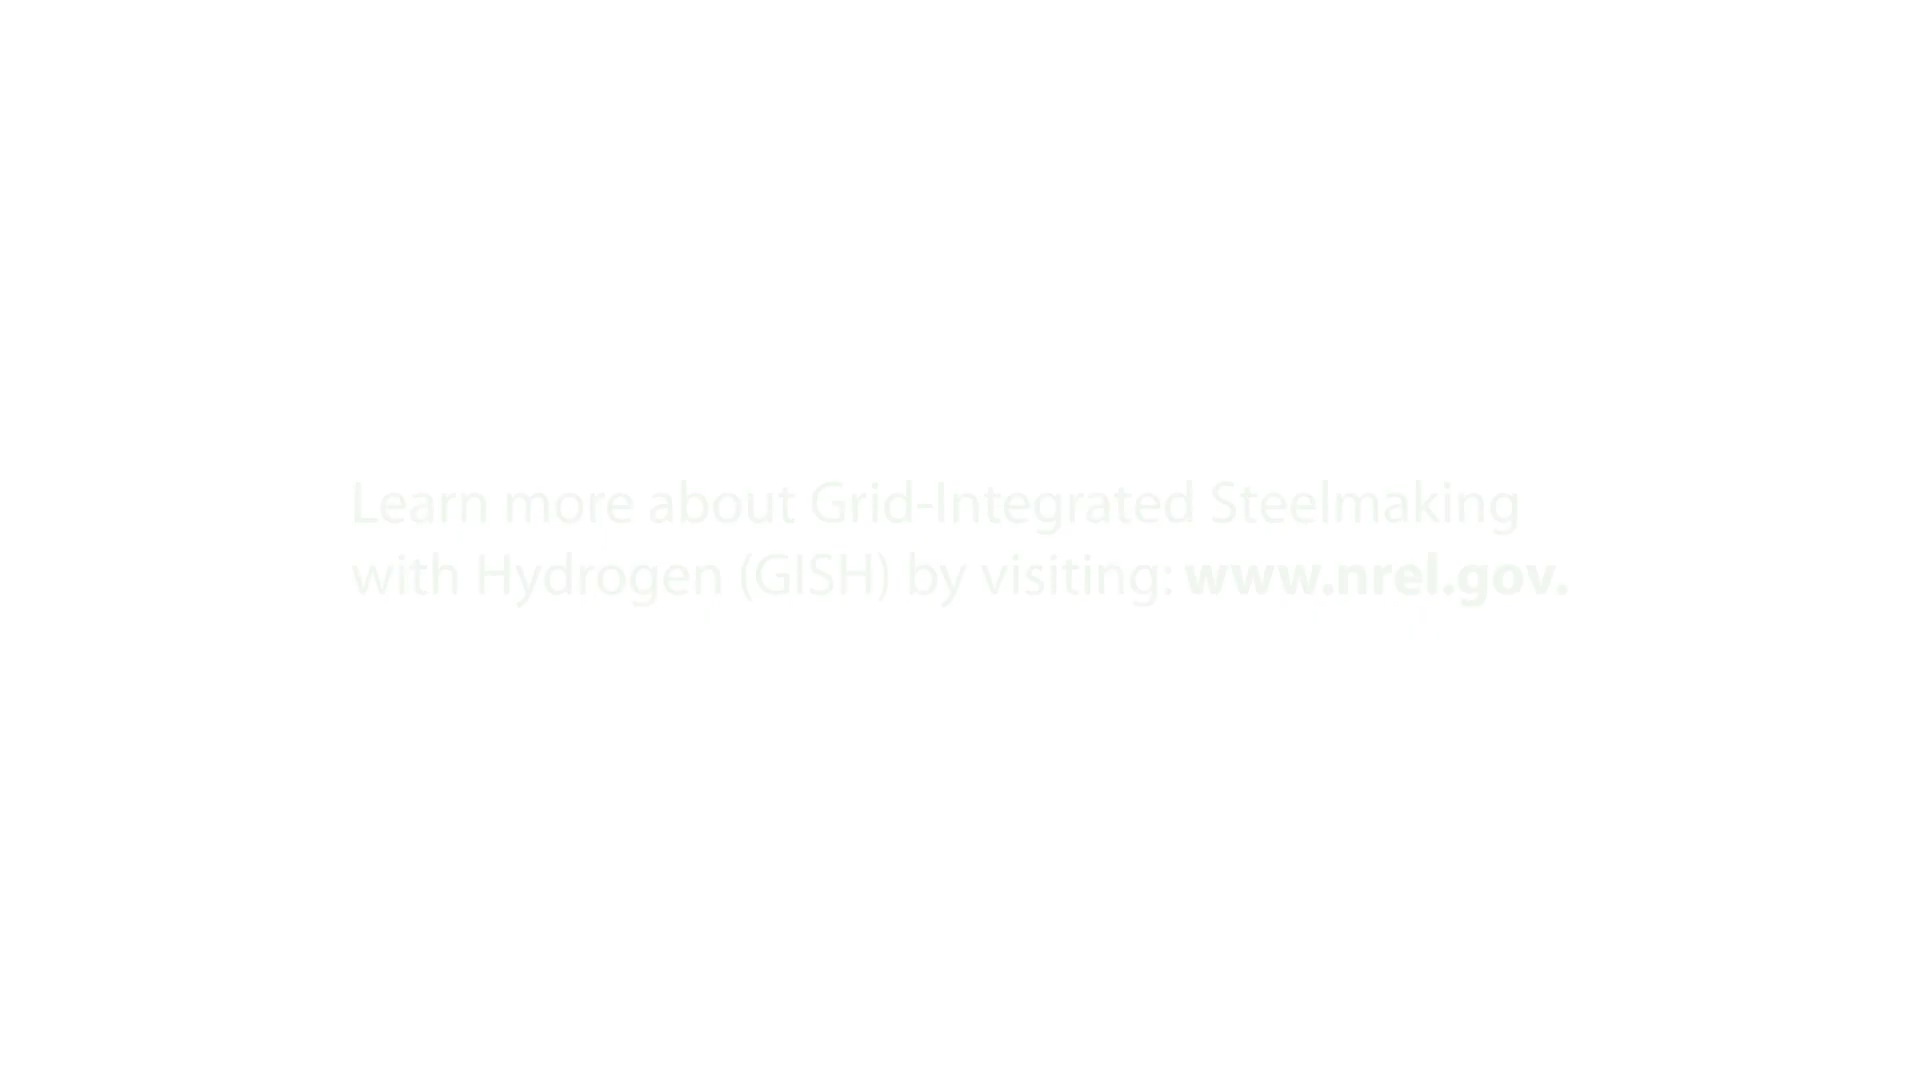 Learn more about Grid-Integrated Steelmaking
with Hydrogen (GISH) by visiting: www.nrel.gov.